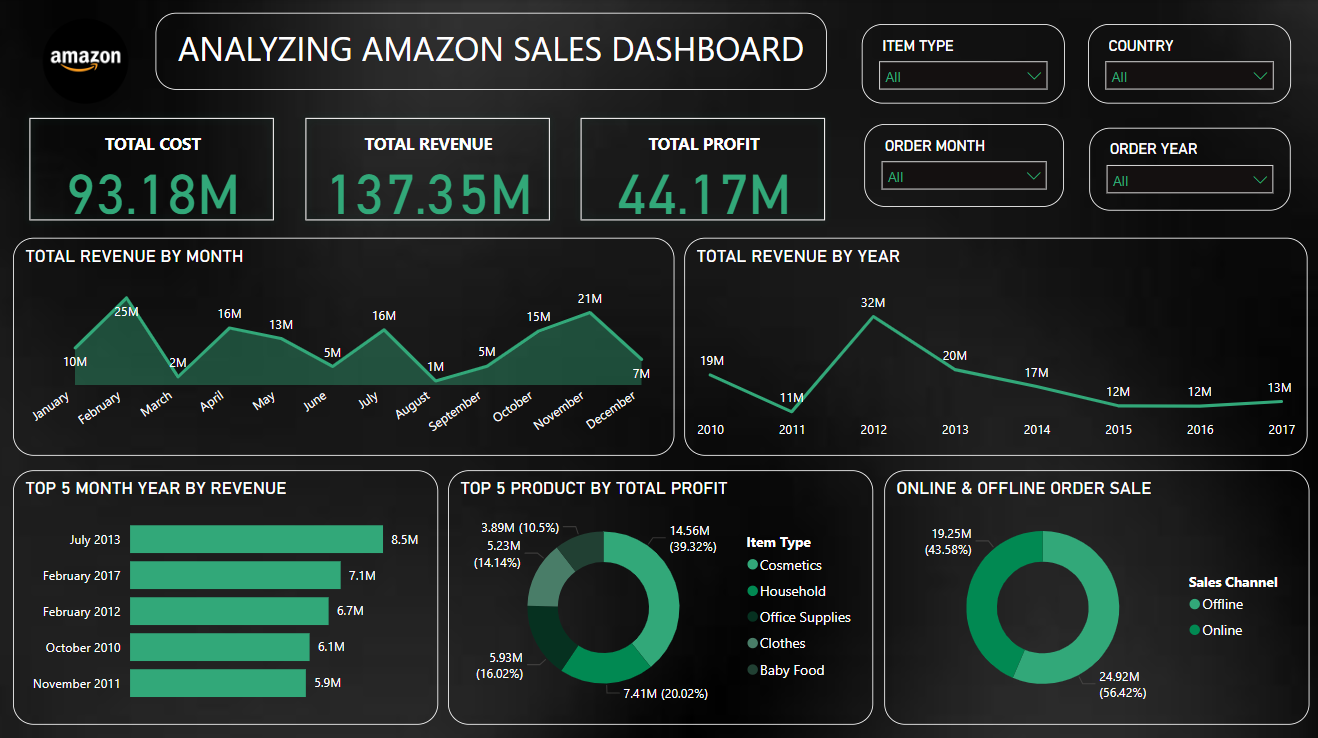 amazon
ANALYZING AMAZON SALES DASHBOARD
ITEM TYPE
All
COUNTRY
All
ORDER MONTH
All
ORDER YEAR
All
TOTAL COST
93.18M
TOTAL REVENUE
137.35M
TOTAL PROFIT
44.17M
TOTAL REVENUE BY MONTH
10M
25M
2M
16M
13M
5M
16M
1M
5M
15M
21M
7M
January
February
March
April
May
June
July
August
September
October
November
December
TOTAL REVENUE BY YEAR
19M
11M
32M
20M
17M
12M
12M
13M
2010
2011
2012
2013
2014
2015
2016
2017
TOP 5 MONTH YEAR BY REVENUE
July 2013
8.5M
February 2017
7.1M
February 2012
6.7M
October 2010
6.1M
November 2011
5.9M
TOP 5 PRODUCT BY TOTAL PROFIT
3.89M (10.5%)
5.23M
(14.14%)
5.93M
(16.02%)
7.41M (20.02%)
14.56M
(39.32%)
Item Type
Cosmetics
Household
Office Supplies
Clothes
Baby Food
ONLINE & OFFLINE ORDER SALE
19.25M
(43.58%)
24.92M
(56.42%)
Sales Channel
Offline
Online